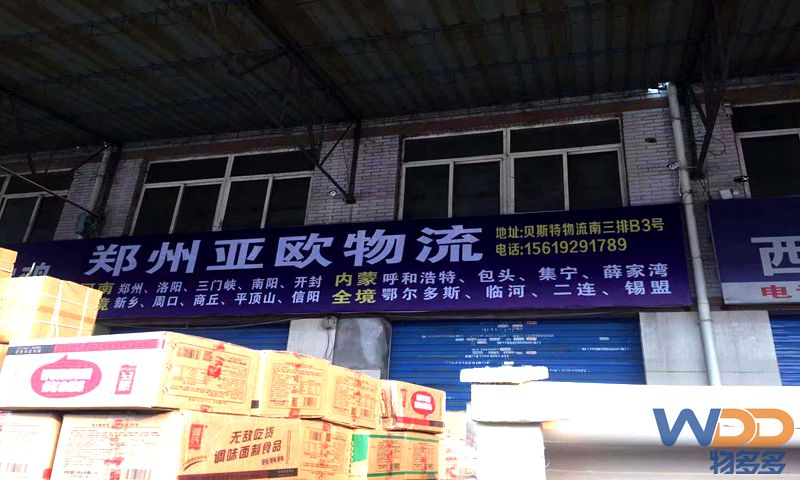 郑州亚欧物流
地址:贝斯特物流南三排B3号
电话:15619291789
河南 郑州、洛阳、三门峡、南阳、开封
新乡、周口、商丘、平顶山、信阳
内蒙 呼和浩特、包头、集宁、薛家湾
全境 鄂尔多斯、临河、二连、锡盟
西
电
无敌吃货
调味面制食品
WDD
物多多